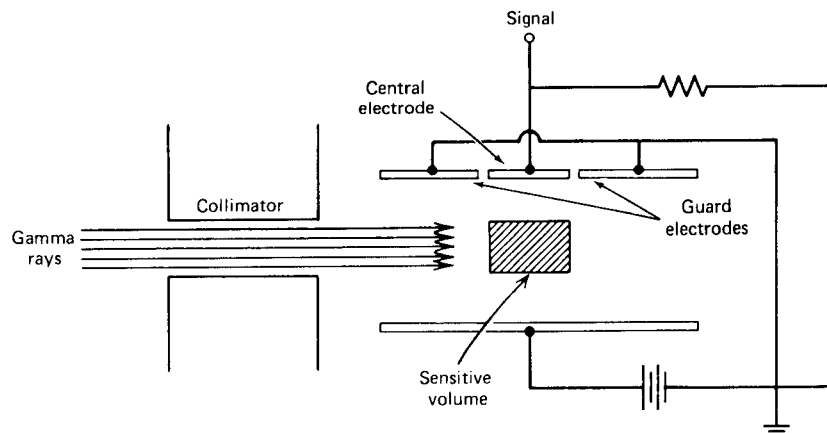 Signal
Central
electrode
Collimator
Gamma
rays
Guard
electrodes
Sensitive
volume